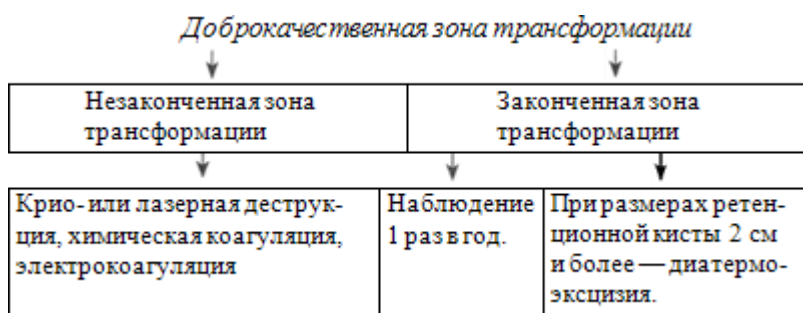 Доброкачественная зона трансформации
Незаконченная зона
трансформации
Законченная зона
трансформации
Крио- или лазерная деструк-
ция, химическая коагуляция,
электрокоагуляция
Наблюдение
1 раз в год.
При размерах ретен-
ционной кисты 2 см
и более — диатермо-
эксцизия.